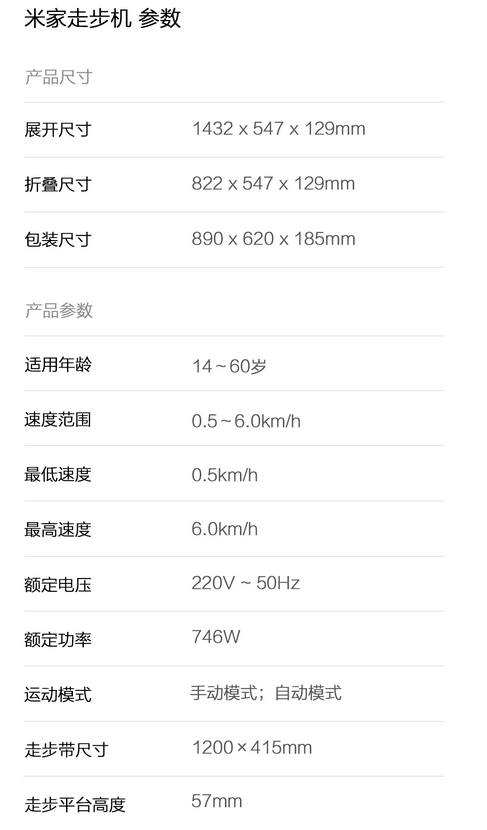 米家走步机 参数
产品尺寸
展开尺寸 1432 x 547 x 129mm
折叠尺寸 822 x 547 x 129mm
包装尺寸 890 x 620 x 185mm
产品参数
适用年龄 14~60岁
速度范围 0.5~6.0km/h
最低速度 0.5km/h
最高速度 6.0km/h
额定电压 220V ~ 50Hz
额定功率 746W
运动模式 手动模式；自动模式
走步带尺寸 1200×415mm
走步平台高度 57mm